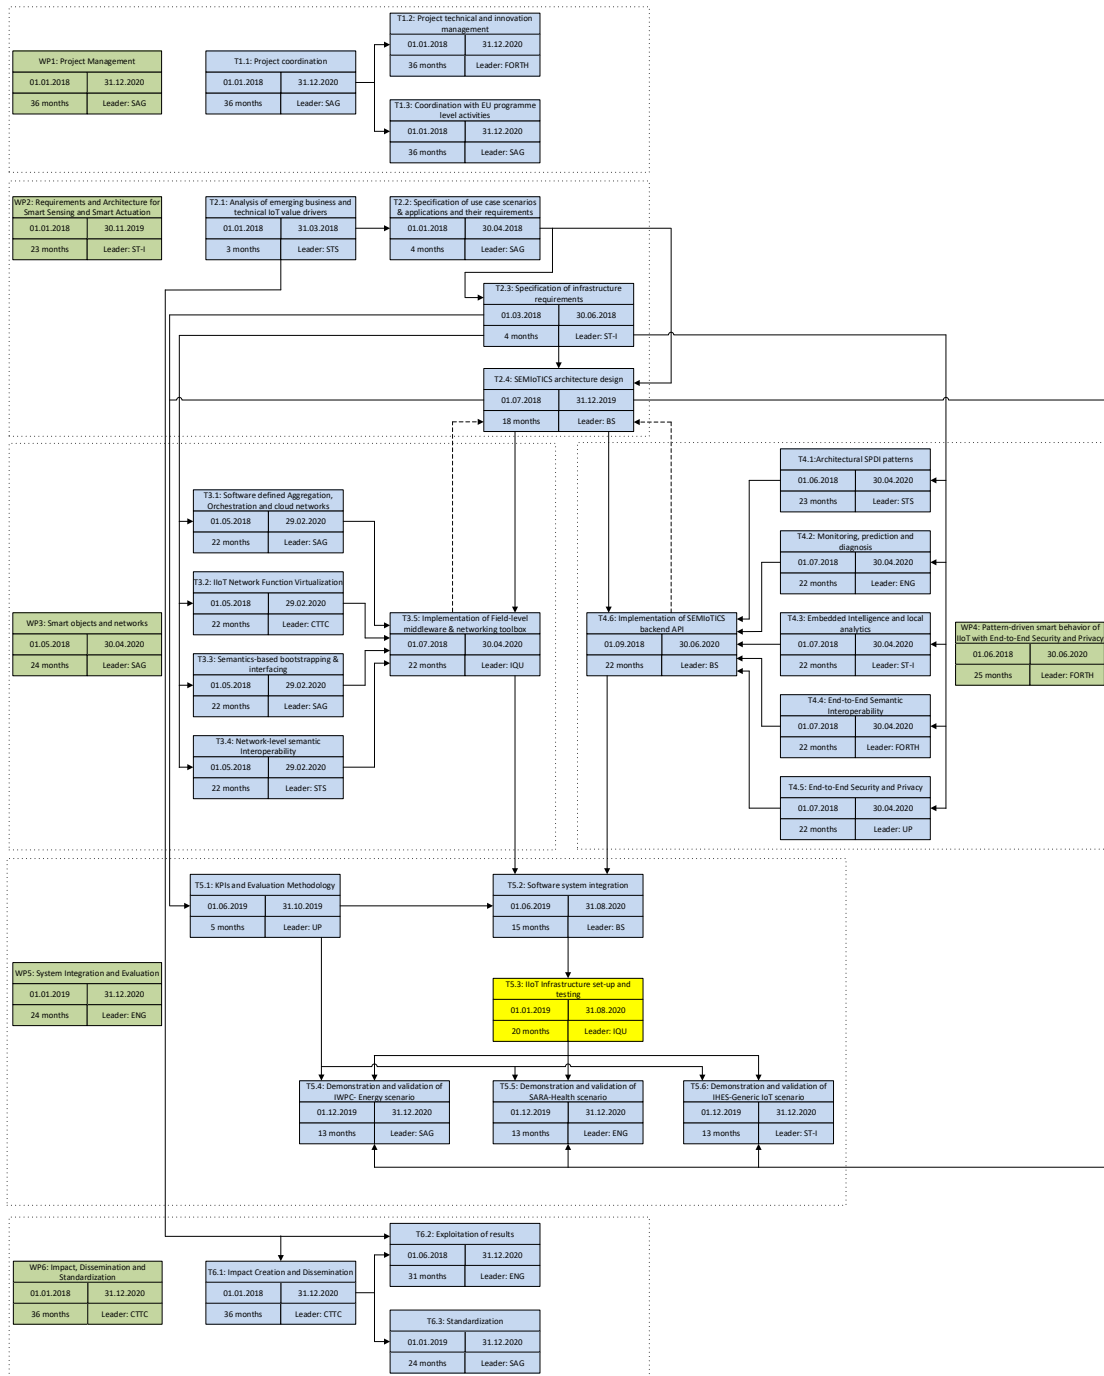 T1.2: Project technical and innovation
management
01.01.2018 31.12.2020
36 months Leader: FORTH
WP1: Project Management
01.01.2018 31.12.2020
36 months Leader: SAG
T1.1: Project coordination
01.01.2018 31.12.2020
36 months Leader: SAG
T1.3: Coordination with EU programme
level activities
01.01.2018 31.12.2020
36 months Leader: SAG
WP2: Requirements and Architecture for
Smart Sensing and Smart Actuation
01.01.2018 30.11.2019
23 months Leader: ST-I
T2.1: Analysis of emerging business and
technical IoT value drivers
01.01.2018 31.03.2018
3 months Leader: STS
T2.2: Specification of use case scenarios
& applications and their requirements
01.01.2018 30.04.2018
4 months Leader: SAG
T2.3: Specification of infrastructure
requirements
01.03.2018 30.06.2018
4 months Leader: ST-I
T2.4: SEMIoTICS architecture design
01.07.2018 31.12.2019
18 months Leader: BS
T3.1: Software defined Aggregation,
Orchestration and cloud networks
01.05.2018 29.02.2020
22 months Leader: SAG
T3.2: IIoT Network Function Virtualization
01.05.2018 29.02.2020
22 months Leader: CTTC
WP3: Smart objects and networks
01.05.2018 30.04.2020
24 months Leader: SAG
T3.3: Semantics-based bootstrapping &
interfacing
01.05.2018 29.02.2020
22 months Leader: SAG
T3.4: Network-level semantic
Interoperability
01.05.2018 29.02.2020
22 months Leader: STS
T3.5: Implementation of Field-level
middleware & networking toolbox
01.07.2018 30.04.2020
22 months Leader: IQU
T4.6: Implementation of SEMIoTICS
backend API
01.09.2018 30.06.2020
22 months Leader: BS
T4.1:Architectural SPDI patterns
01.06.2018 30.04.2020
23 months Leader: STS
T4.2: Monitoring, prediction and
diagnosis
01.07.2018 30.04.2020
22 months Leader: ENG
T4.3: Embedded Intelligence and local
analytics
01.07.2018 30.04.2020
22 months Leader: ST-I
T4.4: End-to-End Semantic
Interoperability
01.07.2018 30.04.2020
22 months Leader: FORTH
T4.5: End-to-End Security and Privacy
01.07.2018 30.04.2020
22 months Leader: UP
WP4: Pattern-driven smart behavior of
IIoT with End-to-End Security and Privacy
01.06.2018 30.06.2020
25 months Leader: FORTH
T5.1: KPIs and Evaluation Methodology
01.06.2019 31.10.2019
5 months Leader: UP
T5.2: Software system integration
01.06.2019 31.08.2020
15 months Leader: BS
WP5: System Integration and Evaluation
01.01.2019 31.12.2020
24 months Leader: ENG
T5.3: IIoT Infrastructure set-up and
testing
01.01.2019 31.08.2020
20 months Leader: IQU
T5.4: Demonstration and validation of
IWPC- Energy scenario
01.12.2019 31.12.2020
13 months Leader: SAG
T5.5: Demonstration and validation of
SARA-Health scenario
01.12.2019 31.12.2020
13 months Leader: ENG
T5.6: Demonstration and validation of
IHES-Generic IoT scenario
01.12.2019 31.12.2020
13 months Leader: ST-I
T6.2: Exploitation of results
01.06.2018 31.12.2020
31 months Leader: ENG
WP6: Impact, Dissemination and
Standardization
01.01.2018 31.12.2020
36 months Leader: CTTC
T6.1: Impact Creation and Dissemination
01.01.2018 31.12.2020
36 months Leader: CTTC
T6.3: Standardization
01.01.2019 31.12.2020
24 months Leader: SAG